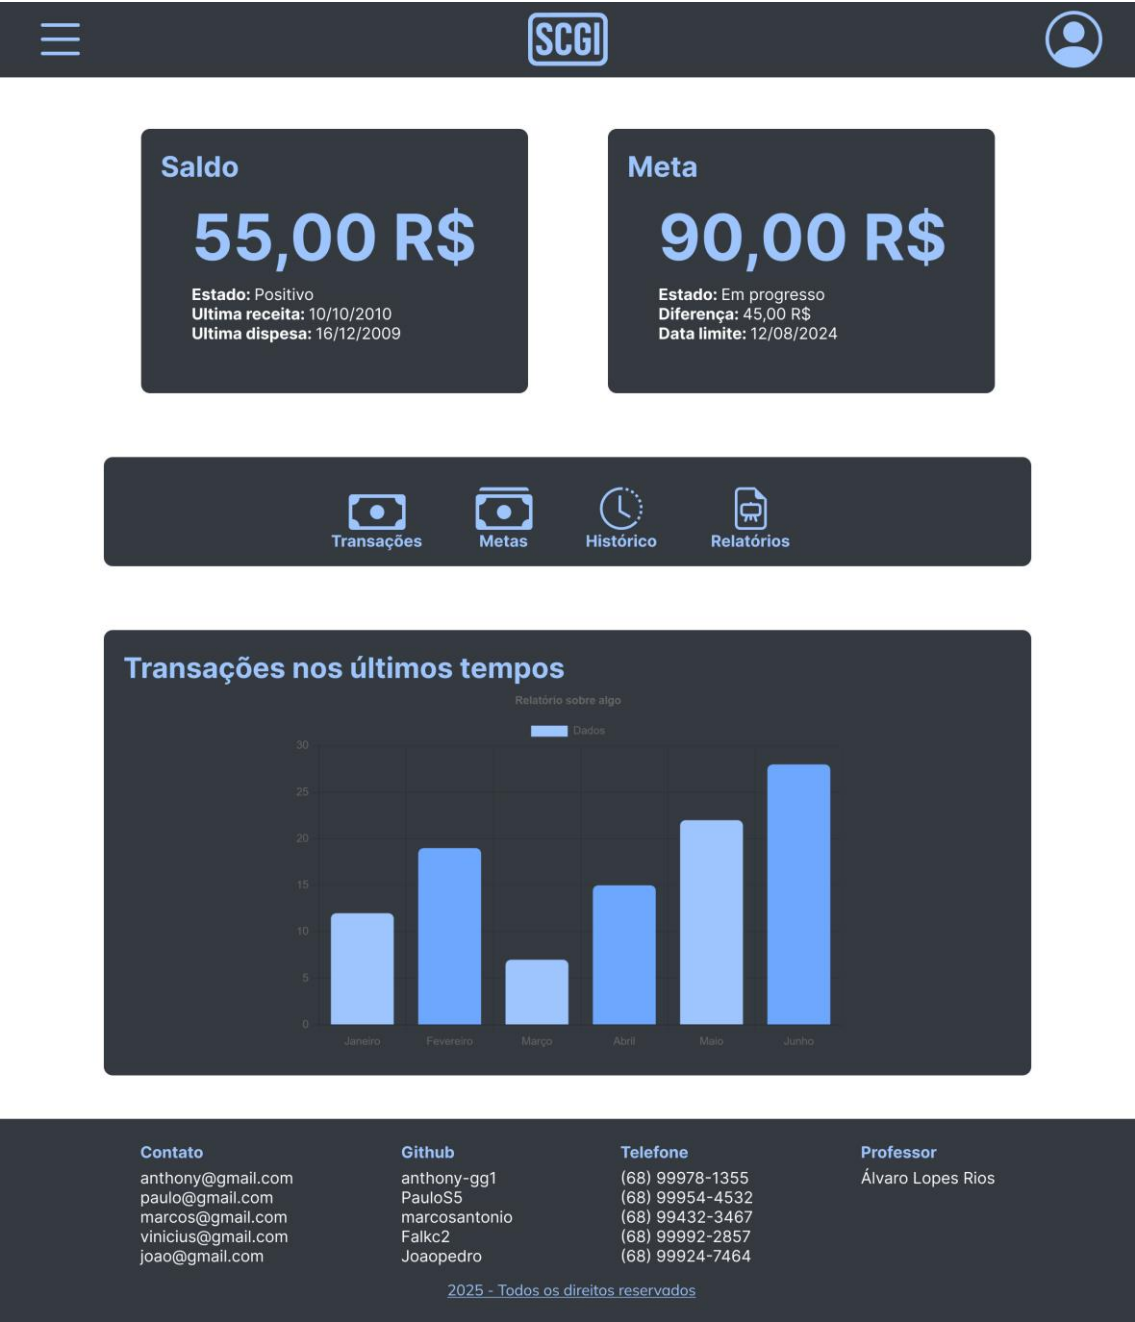 SCGI
Saldo
55,00 R$
Estado: Positivo
Ultima receita: 10/10/2010
Ultima dispesa: 16/12/2009
Meta
90,00 R$
Estado: Em progresso
Diferença: 45,00 R$
Data limite: 12/08/2024
Transações
Metas
Histórico
Relatórios
Transações nos últimos tempos
Relatório sobre algo
Dados
30
25
20
15
10
5
0
Janeiro
Fevereiro
Março
Abril
Maio
Junho
Contato
anthony@gmail.com
paulo@gmail.com
marcos@gmail.com
vinicius@gmail.com
joao@gmail.com
Github
anthony-gg1
PauloS5
marcosantonio
Falkc2
Joaopedro
Telefone
(68) 99978-1355
(68) 99954-4532
(68) 99432-3467
(68) 99992-2857
(68) 99924-7464
Professor
Álvaro Lopes Rios
2025 - Todos os direitos reservados